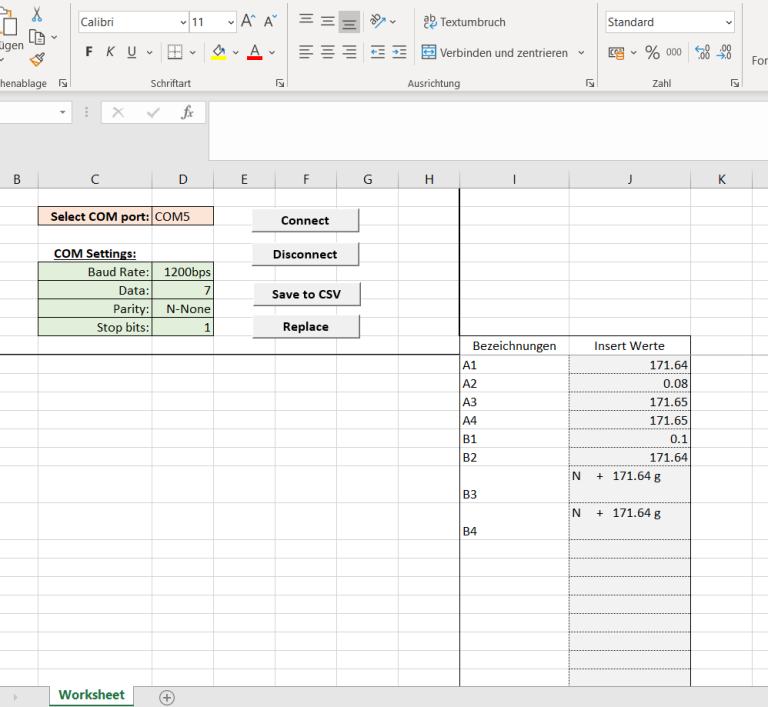 Calibri 11 A^ Aˇ Textumbruch Standard
ügen
F K U A Verbinden und zentrieren % 000
For
henablage Schriftart Ausrichtung Zahl
fx
B C D E F G H I J K
Select COM port: COM5 Connect
COM Settings: Disconnect
Baud Rate: 1200bps
Data: 7 Save to CSV
Parity: N-None
Stop bits: 1 Replace
Bezeichnungen Insert Werte
A1 171.64
A2 0.08
A3 171.65
A4 171.65
B1 0.1
B2 171.64
N + 171.64 g
B3
N + 171.64 g
B4
Worksheet